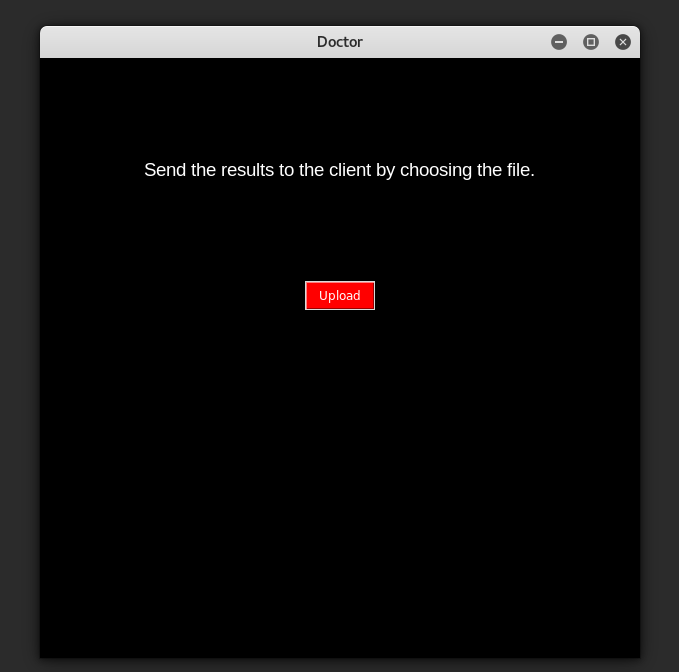 Doctor
Send the results to the client by choosing the file.
Upload